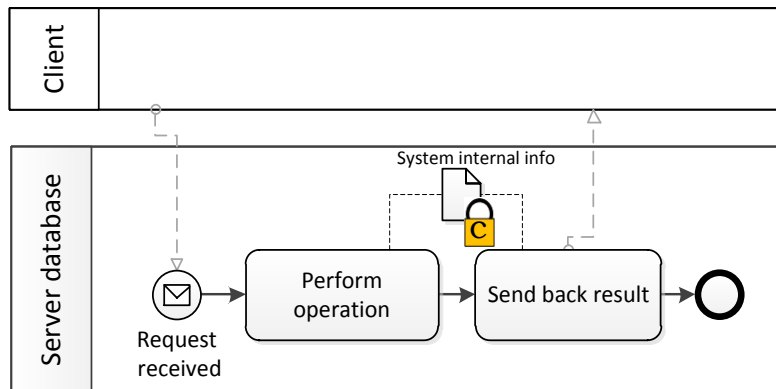 Client
Server database
System internal info
C
Perform
operation
Send back result
Request
received